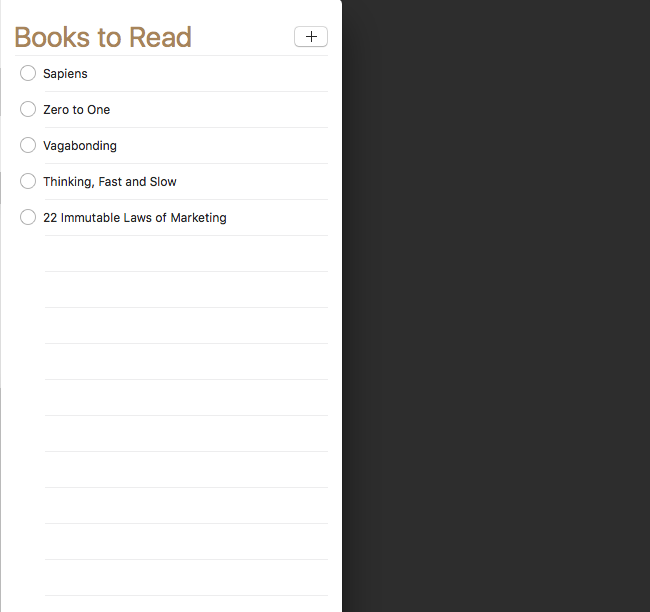 Books to Read
Sapiens
Zero to One
Vagabonding
Thinking, Fast and Slow
22 Immutable Laws of Marketing